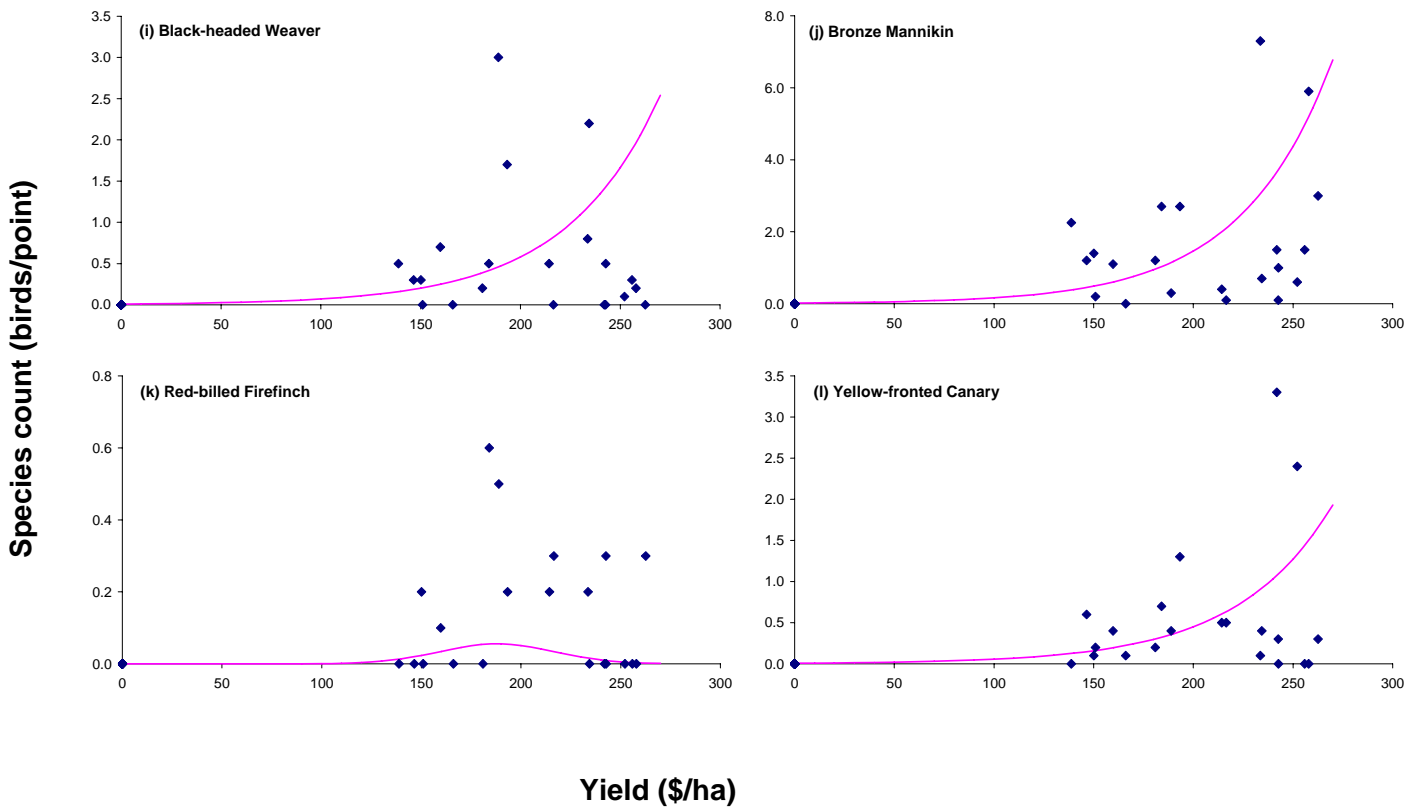 Species count (birds/point)
(i) Black-headed Weaver
3.5
3.0
2.5
2.0
1.5
1.0
0.5
0.0
0 50 100 150 200 250 300
(j) Bronze Mannikin
8.0
6.0
4.0
2.0
0.0
0 50 100 150 200 250 300
(k) Red-billed Firefinch
0.8
0.6
0.4
0.2
0.0
0 50 100 150 200 250 300
(l) Yellow-fronted Canary
3.5
3.0
2.5
2.0
1.5
1.0
0.5
0.0
0 50 100 150 200 250 300
Yield ($/ha)